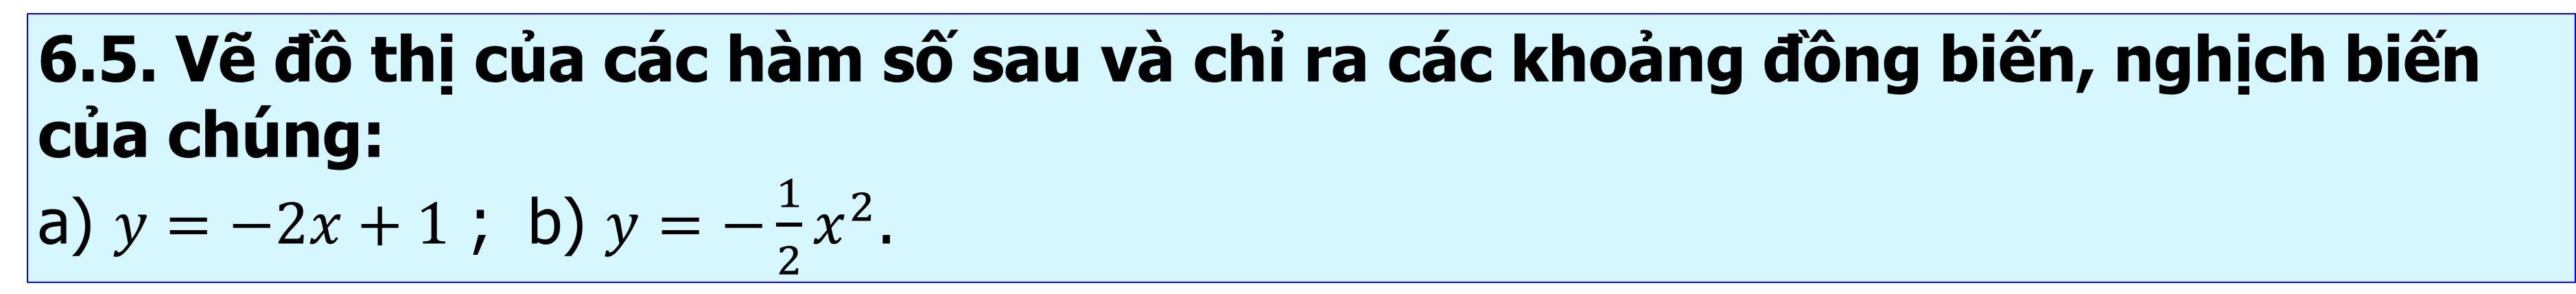 6.5. Vẽ đồ thị của các hàm số sau và chỉ ra các khoảng đồng biến, nghịch biến
của chúng:
a) y = −2x + 1 ; b) y = −\frac{1}{2}x².